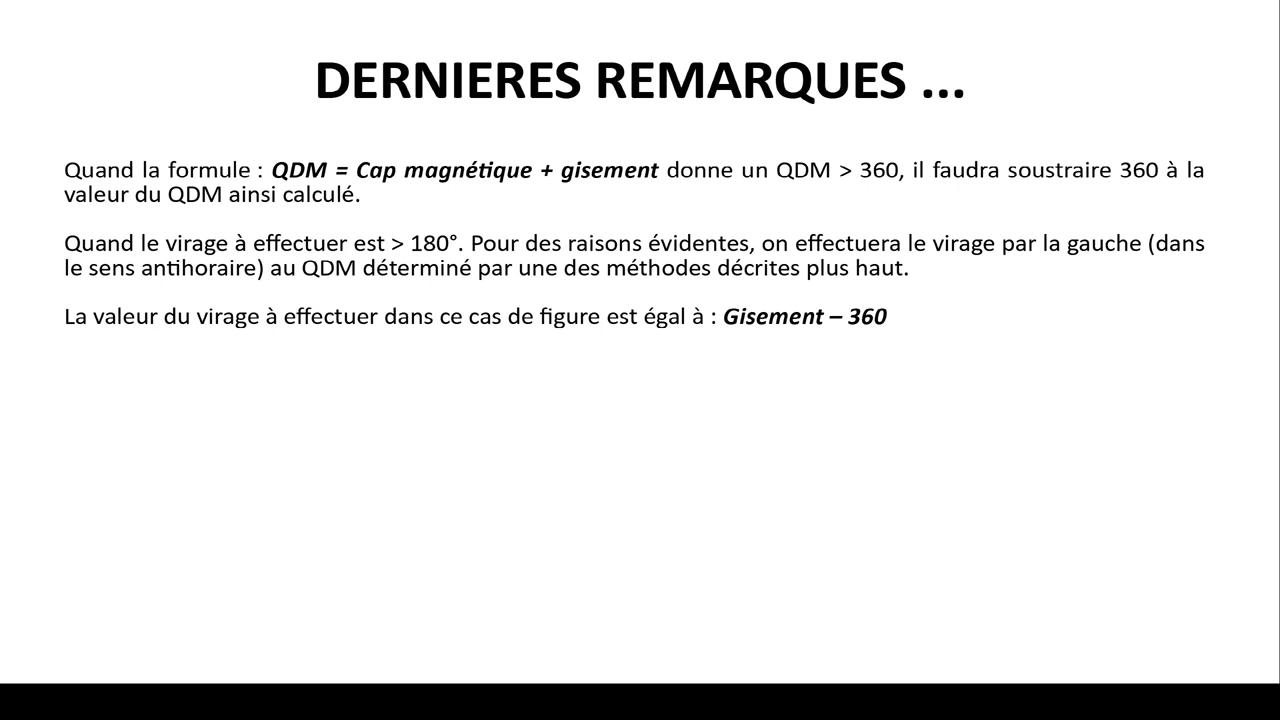 DERNIERES REMARQUES ...
Quand la formule : QDM = Cap magnétique + gisement donne un QDM > 360, il faudra soustraire 360 à la
valeur du QDM ainsi calculé.
Quand le virage à effectuer est > 180°. Pour des raisons évidentes, on effectuera le virage par la gauche (dans
le sens antihoraire) au QDM déterminé par une des méthodes décrites plus haut.
La valeur du virage à effectuer dans ce cas de figure est égal à : Gisement – 360